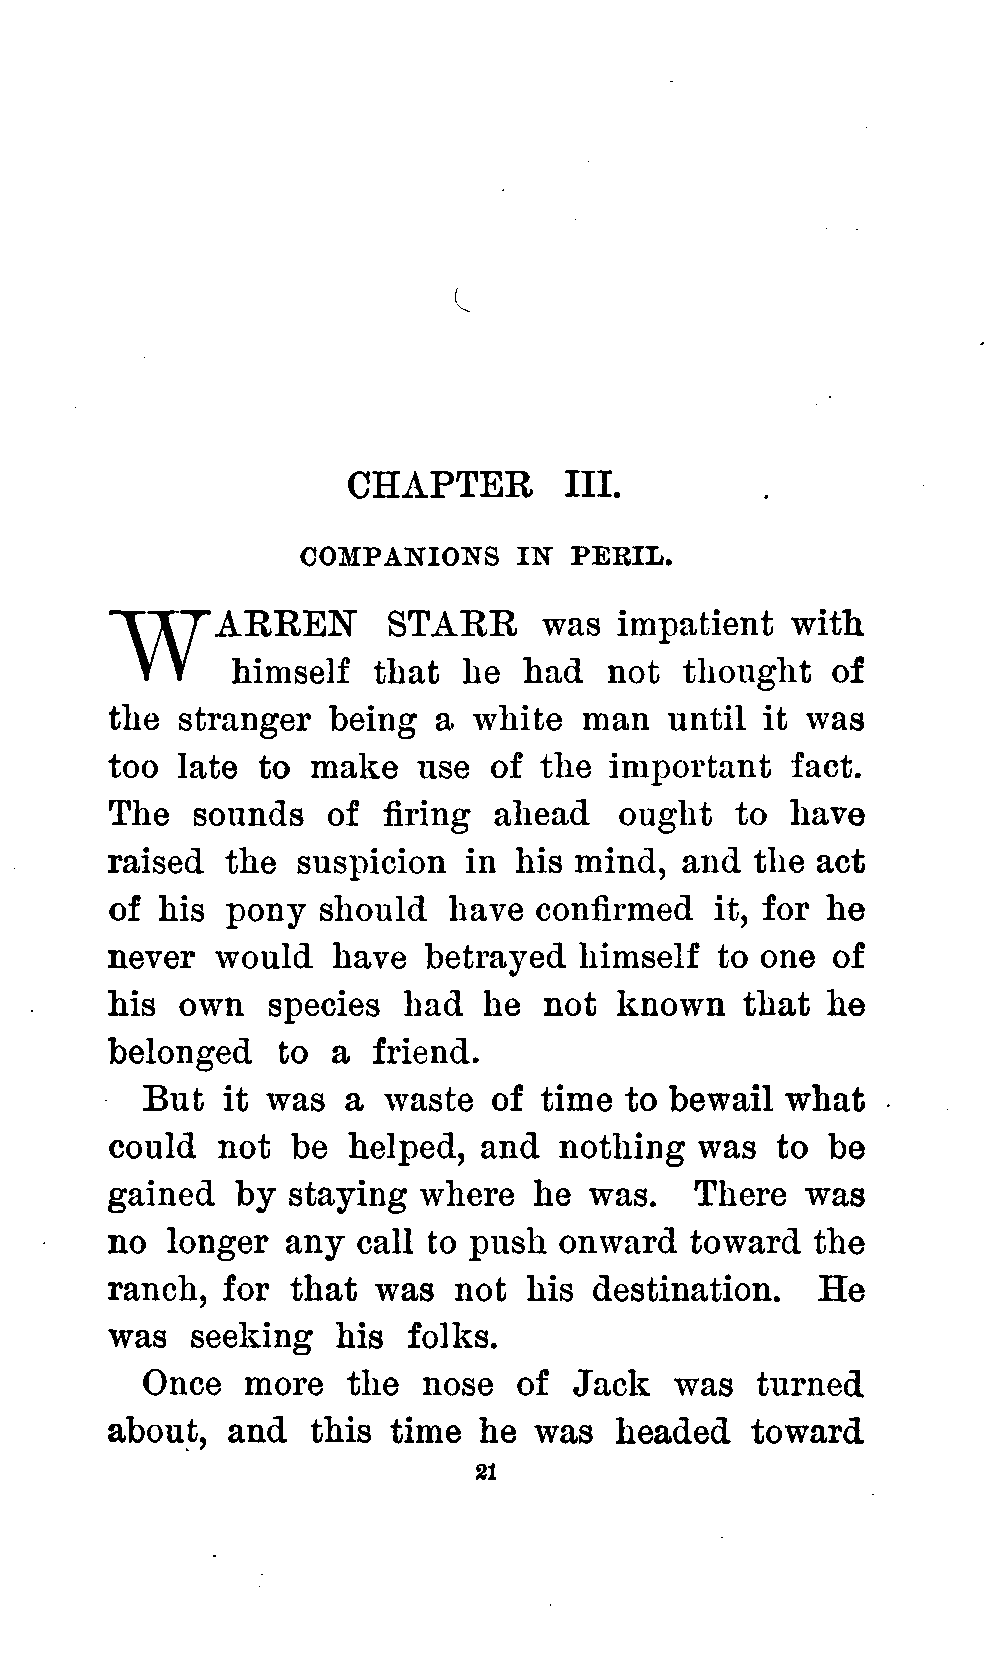 CHAPTER III.
COMPANIONS IN PERIL.
WARREN STARR was impatient with
himself that he had not thought of
the stranger being a white man until it was
too late to make use of the important fact.
The sounds of firing ahead ought to have
raised the suspicion in his mind, and the act
of his pony should have confirmed it, for he
never would have betrayed himself to one of
his own species had he not known that he
belonged to a friend.
But it was a waste of time to bewail what
could not be helped, and nothing was to be
gained by staying where he was. There was
no longer any call to push onward toward the
ranch, for that was not his destination. He
was seeking his folks.
Once more the nose of Jack was turned
about, and this time he was headed toward
21